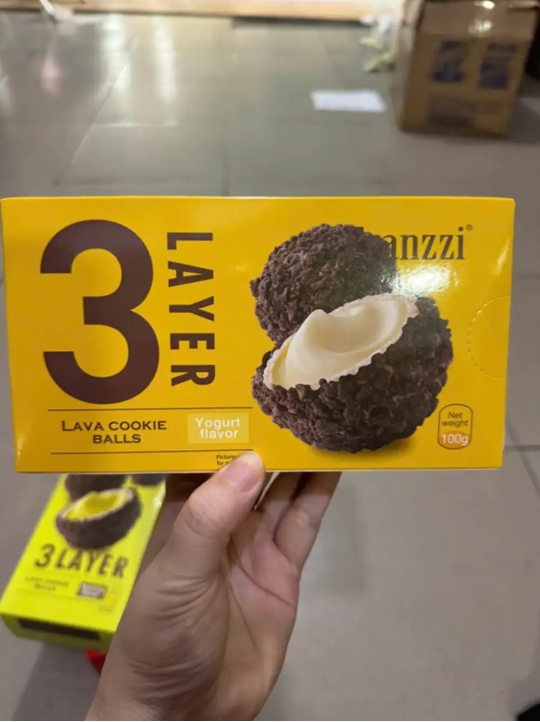 3
LAYER
anzzi®
LAVA COOKIE
BALLS
Yogurt
flavor
Net
weight
100g
3 LAYER